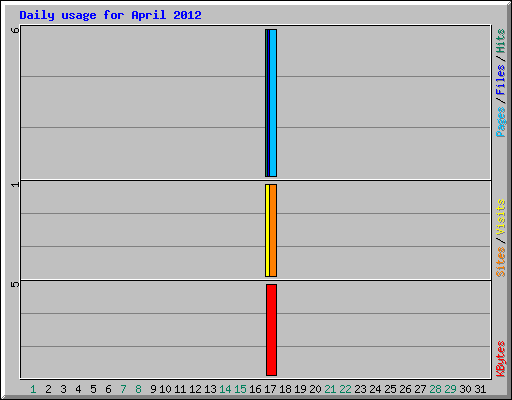 Daily usage for April 2012
6
1
5
Pages/Files/Hits
Sites/Visits
KBytes
1 2 3 4 5 6 7 8 9 10 11 12 13 14 15 16 17 18 19 20 21 22 23 24 25 26 27 28 29 30 31